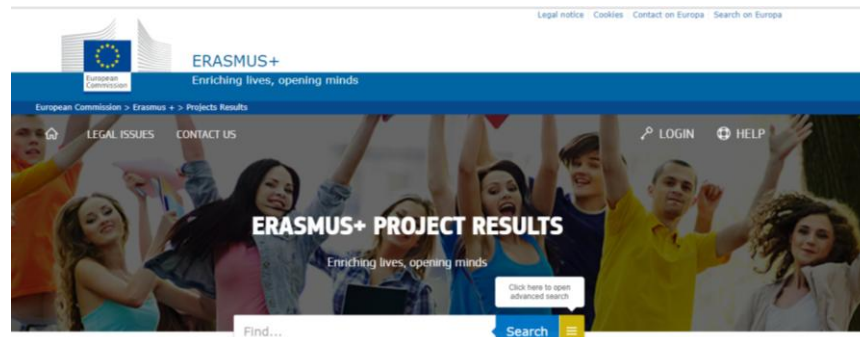 Legal notice | Cookies | Contact on Europa | Search on Europa
European
Commission
ERASMUS+
Enriching lives, opening minds
European Commission > Erasmus + > Projects Results
LEGAL ISSUES CONTACT US LOGIN HELP
ERASMUS+ PROJECT RESULTS
Enriching lives, opening minds
Click here to open
advanced search
Find... Search